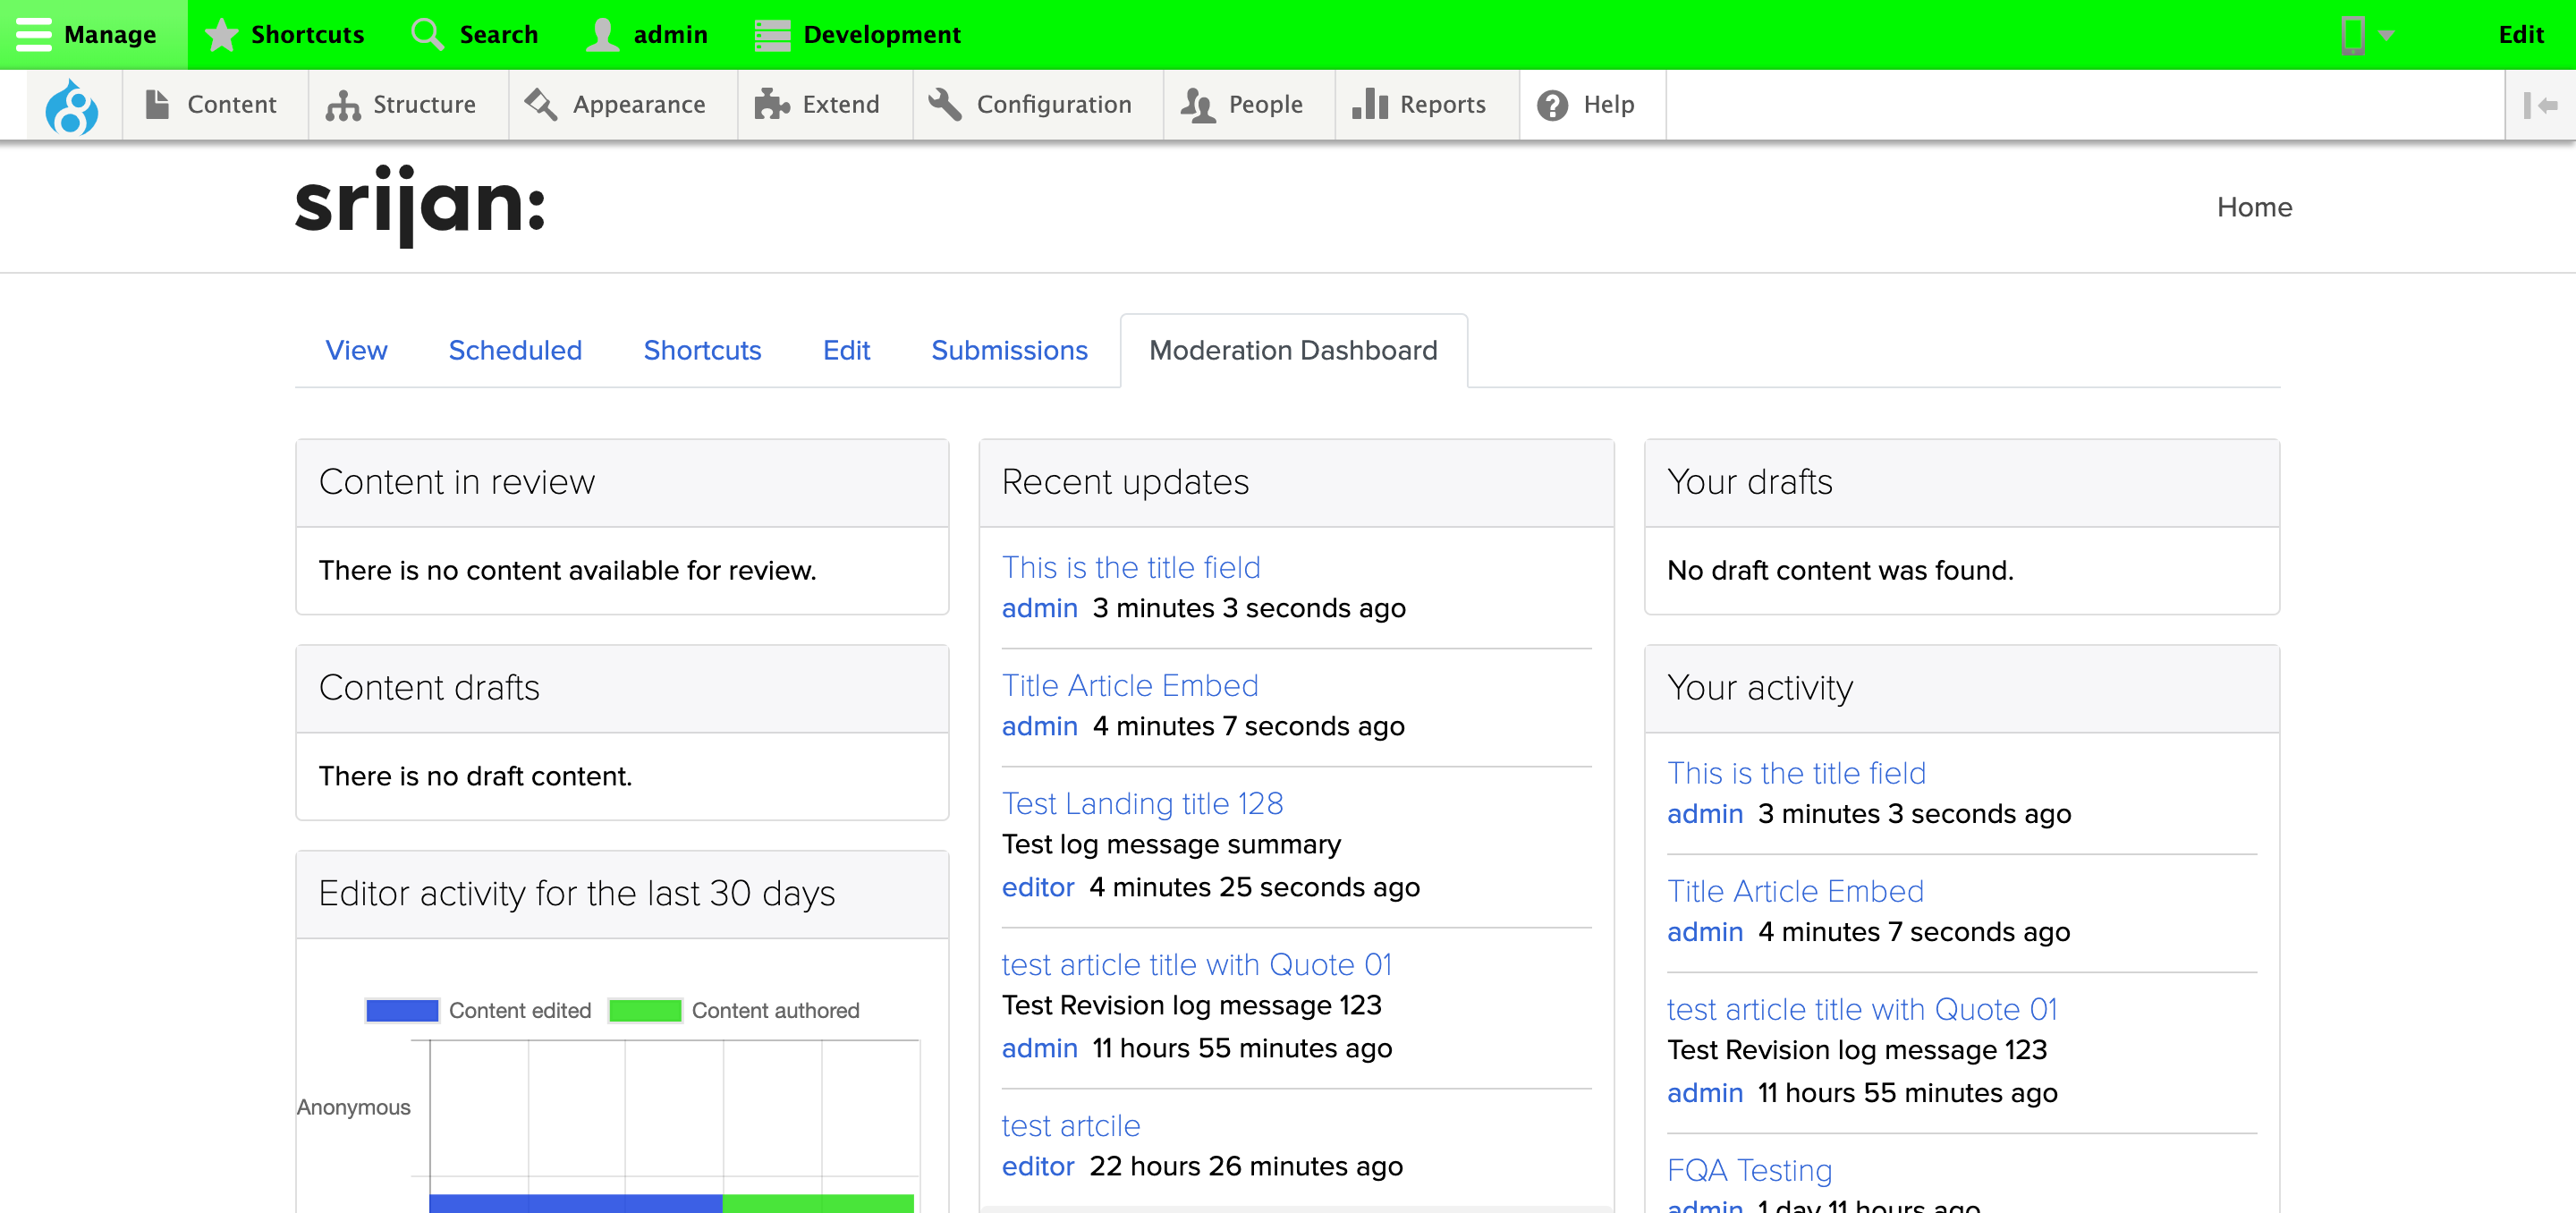 Manage Shortcuts Search admin Development Edit
Content Structure Appearance Extend Configuration People Reports Help
srijan:
Home
View Scheduled Shortcuts Edit Submissions Moderation Dashboard
Content in review
There is no content available for review.
Content drafts
There is no draft content.
Editor activity for the last 30 days
Content edited Content authored
Anonymous
Recent updates
This is the title field
admin 3 minutes 3 seconds ago
Title Article Embed
admin 4 minutes 7 seconds ago
Test Landing title 128
Test log message summary
editor 4 minutes 25 seconds ago
test article title with Quote 01
Test Revision log message 123
admin 11 hours 55 minutes ago
test artcile
editor 22 hours 26 minutes ago
Your drafts
No draft content was found.
Your activity
This is the title field
admin 3 minutes 3 seconds ago
Title Article Embed
admin 4 minutes 7 seconds ago
test article title with Quote 01
Test Revision log message 123
admin 11 hours 55 minutes ago
FQA Testing
admin 1 day 11 hours ago